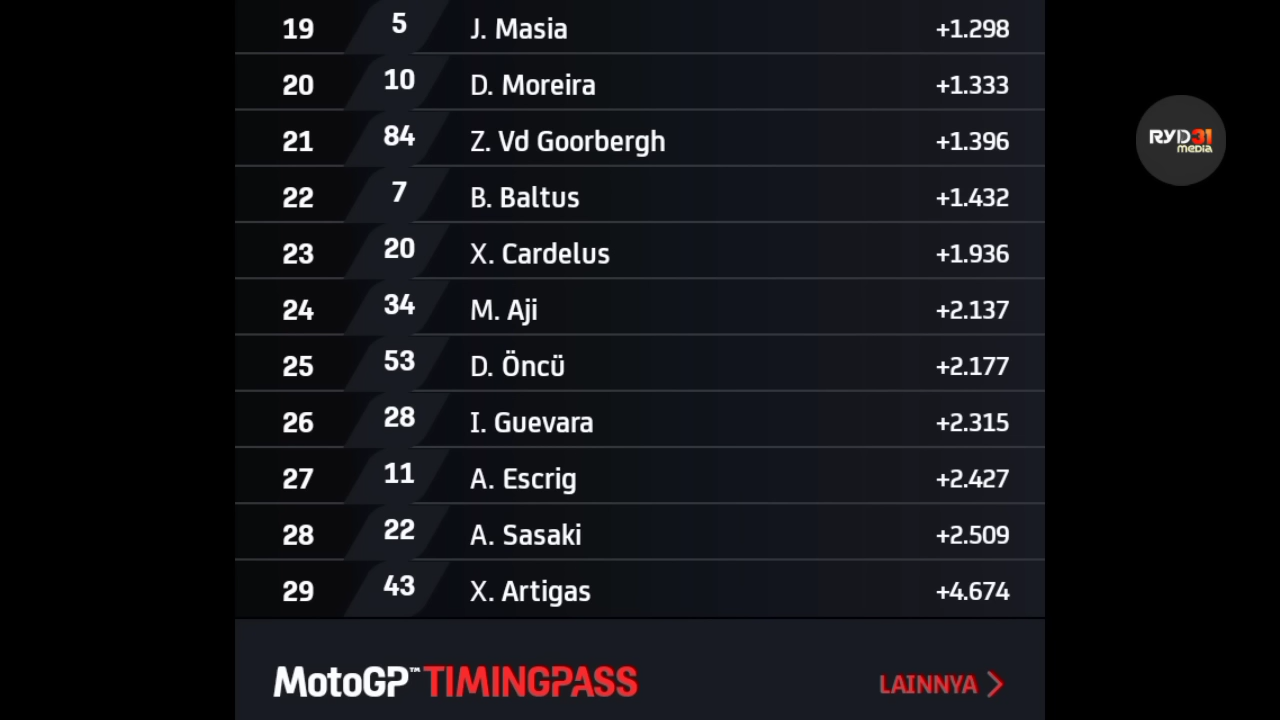 19 5 J. Masia +1.298
20 10 D. Moreira +1.333
21 84 Z. Vd Goorbergh +1.396
22 7 B. Baltus +1.432
23 20 X. Cardelus +1.936
24 34 M. Aji +2.137
25 53 D. Öncü +2.177
26 28 I. Guevara +2.315
27 11 A. Escrig +2.427
28 22 A. Sasaki +2.509
29 43 X. Artigas +4.674
MotoGP™ TIMINGPASS LAINNYA
RYD31
media